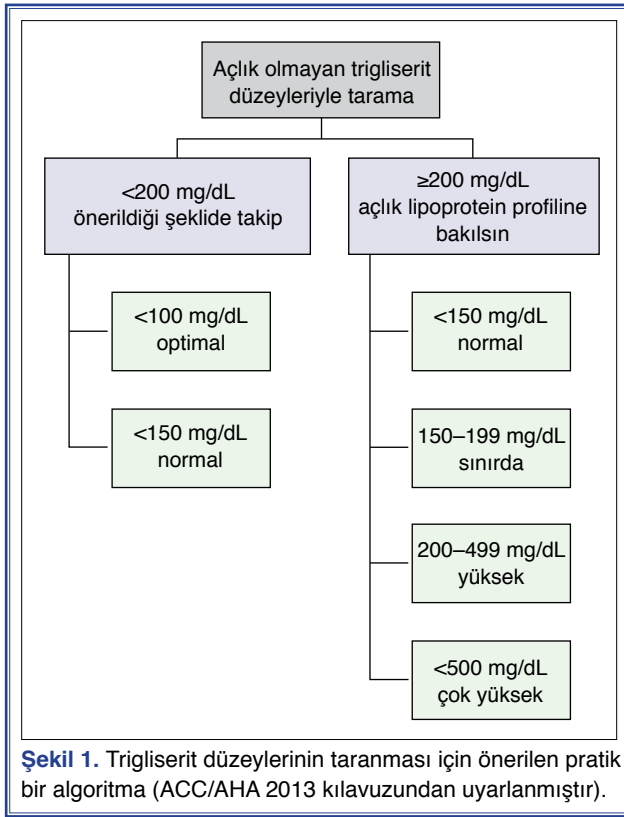 Açlık olmayan trigliserit
düzeyleriyle tarama
<200 mg/dL
önerildiği şeklide takip
≥200 mg/dL
açlık lipoprotein profiline
bakılsın
<100 mg/dL
optimal
<150 mg/dL
normal
<150 mg/dL
normal
150–199 mg/dL
sınırda
200–499 mg/dL
yüksek
<500 mg/dL
çok yüksek
Şekil 1. Trigliserit düzeylerinin taranması için önerilen pratik
bir algoritma (ACC/AHA 2013 kılavuzundan uyarlanmıştır).